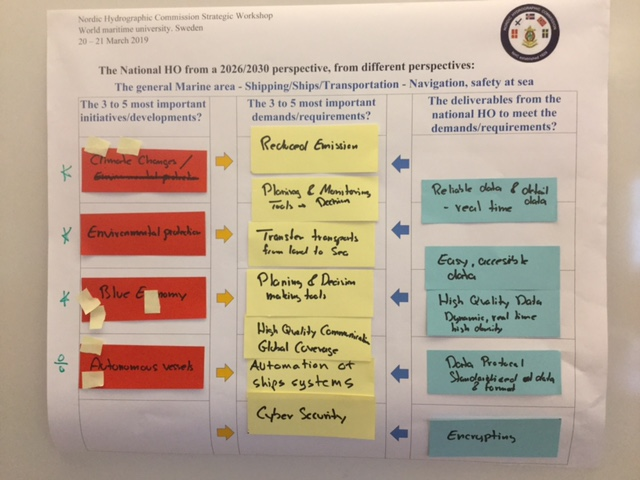 Nordic Hydrographic Commission Strategic Workshop
World maritime university. Sweden
20 – 21 March 2019
The National HO from a 2026/2030 perspective, from different perspectives:
The general Marine area - Shipping/Ships/Transportation - Navigation, safety at sea
The 3 to 5 most important
initiatives/developments?
Climate Changes /
Environmental protection
Environmental protection
Blue Economy
Autonomous vessels
The 3 to 5 most important
demands/requirements?
Reduced Emission
Planing & Monitoring
Tools
Decision
Transfer transports
from land to sea
Planing & Decision
making tools
High Quality Communication
Global Coverage
Automation of
ships systems
Cyber Security
The deliverables from the
national HO to meet the
demands/requirements?
Reliable data & detail
data
- real time
Easy, accessible
data
High Quality Data
Dynamic, real time
high density
Data Protocal
Standardized data
& format
Encrypting